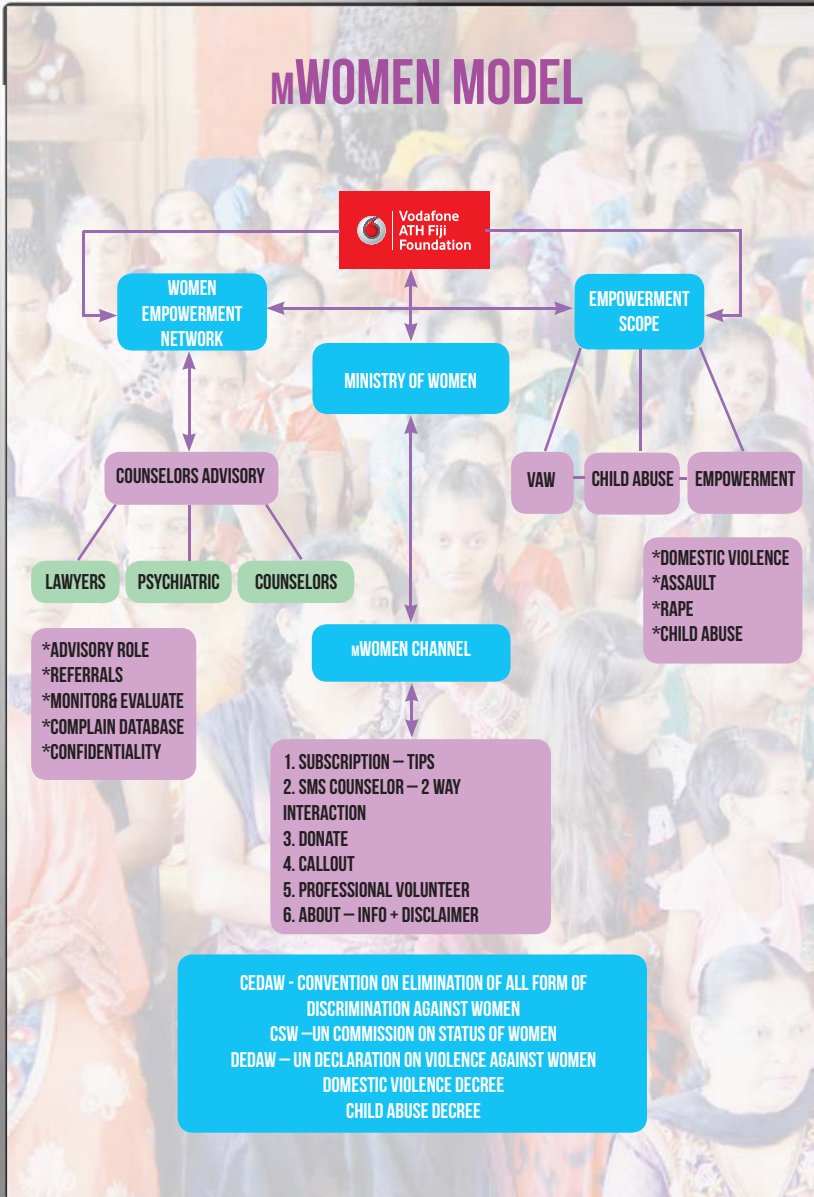 mWOMEN MODEL
Vodafone
ATH Fiji
Foundation
WOMEN
EMPOWERMENT
NETWORK
EMPOWERMENT
SCOPE
MINISTRY OF WOMEN
COUNSELORS ADVISORY
VAW
CHILD ABUSE
EMPOWERMENT
LAWYERS
PSYCHIATRIC
COUNSELORS
*DOMESTIC VIOLENCE
*ASSAULT
*RAPE
*CHILD ABUSE
*ADVISORY ROLE
*REFERRALS
*MONITOR& EVALUATE
*COMPLAIN DATABASE
*CONFIDENTIALITY
mWOMEN CHANNEL
1. SUBSCRIPTION – TIPS
2. SMS COUNSELOR – 2 WAY
INTERACTION
3. DONATE
4. CALLOUT
5. PROFESSIONAL VOLUNTEER
6. ABOUT – INFO + DISCLAIMER
CEDAW - CONVENTION ON ELIMINATION OF ALL FORM OF
DISCRIMINATION AGAINST WOMEN
CSW –UN COMMISSION ON STATUS OF WOMEN
DEDAW – UN DECLARATION ON VIOLENCE AGAINST WOMEN
DOMESTIC VIOLENCE DECREE
CHILD ABUSE DECREE